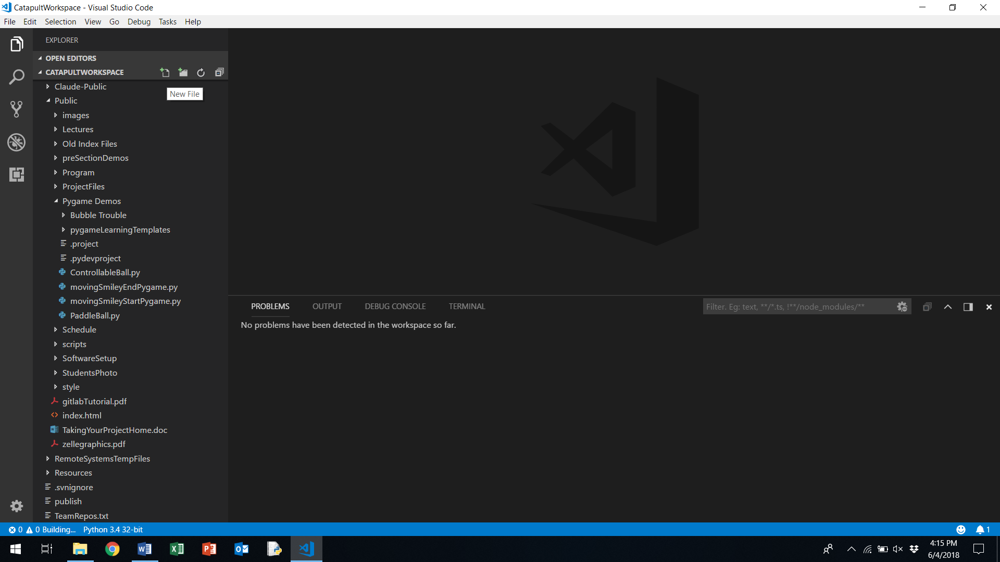 CatapultWorkspace - Visual Studio Code
File Edit Selection View Go Debug Tasks Help
EXPLORER
OPEN EDITORS
CATAPULTWORKSPACE
Claude-Public
New File
Public
images
Lectures
Old Index Files
preSectionDemos
Program
ProjectFiles
Pygame Demos
Bubble Trouble
pygameLearningTemplates
.project
.pydevproject
ControllableBall.py
movingSmileyEndPygame.py
movingSmileyStartPygame.py
PaddleBall.py
Schedule
scripts
SoftwareSetup
StudentsPhoto
style
gitlabTutorial.pdf
index.html
TakingYourProjectHome.doc
zellegraphics.pdf
RemoteSystemsTempFiles
Resources
.svnignore
publish
TeamRepos.txt
PROBLEMS OUTPUT DEBUG CONSOLE TERMINAL
Filter. Eg: text, **/*.ts, !**/node_modules/**
No problems have been detected in the workspace so far.
0 0 Building... Python 3.4 32-bit
1
4:15 PM
6/4/2018